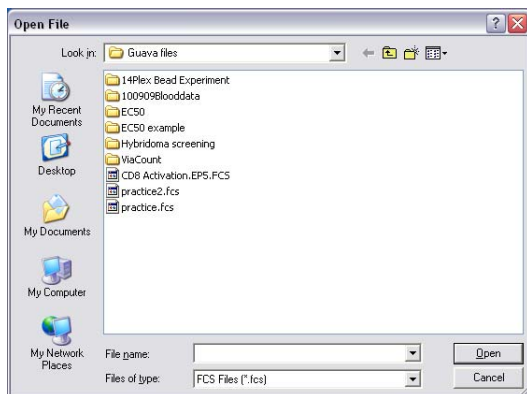 Open File
Look in: Guava files
My Recent Documents
Desktop
My Documents
My Computer
My Network Places
14Plex Bead Experiment
100909Blooddata
EC50
EC50 example
Hybridoma screening
ViaCount
CD8 Activation.EP5.FCS
practice2.fcs
practice.fcs
File name:
Open
Files of type: FCS Files (*.fcs)
Cancel